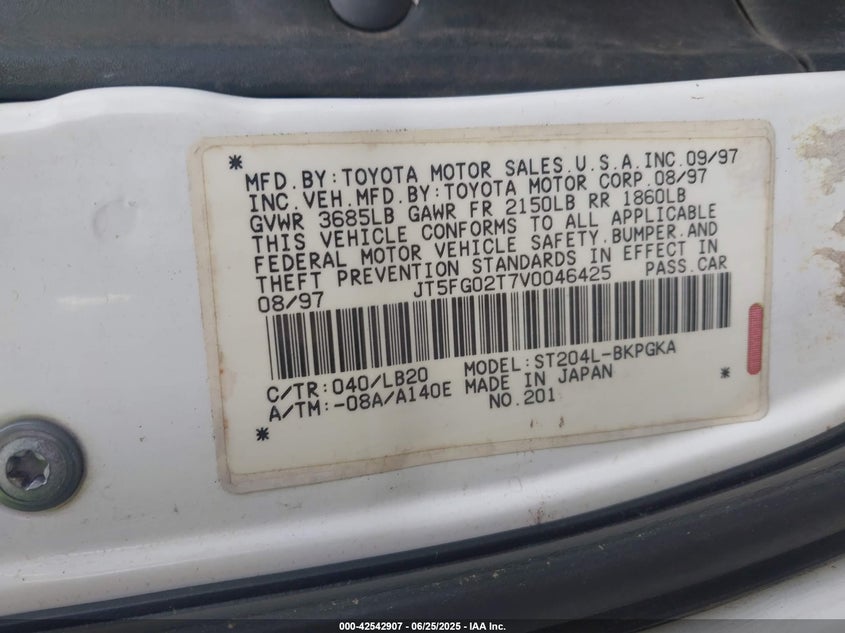 *
MFD.BY:TOYOTA MOTOR SALES.U.S.A.INC.09/97
INC.VEH.MFD.BY:TOYOTA MOTOR CORP.08/97
GVWR 3685LB GAWR FR 2150LB RR 1860LB
THIS VEHICLE CONFORMS TO ALL APPLICABLE
FEDERAL MOTOR VEHICLE SAFETY.BUMPER.AND
THEFT PREVENTION STANDARDS IN EFFECT IN
08/97 JT5FG02T7V0046425 PASS.CAR
C/TR:040/LB20 MODEL:ST204L-BKPGKA
A/TM:-08A/A140E MADE IN JAPAN *
* NO.201
000-42542907 - 06/25/2025 - IAA Inc.